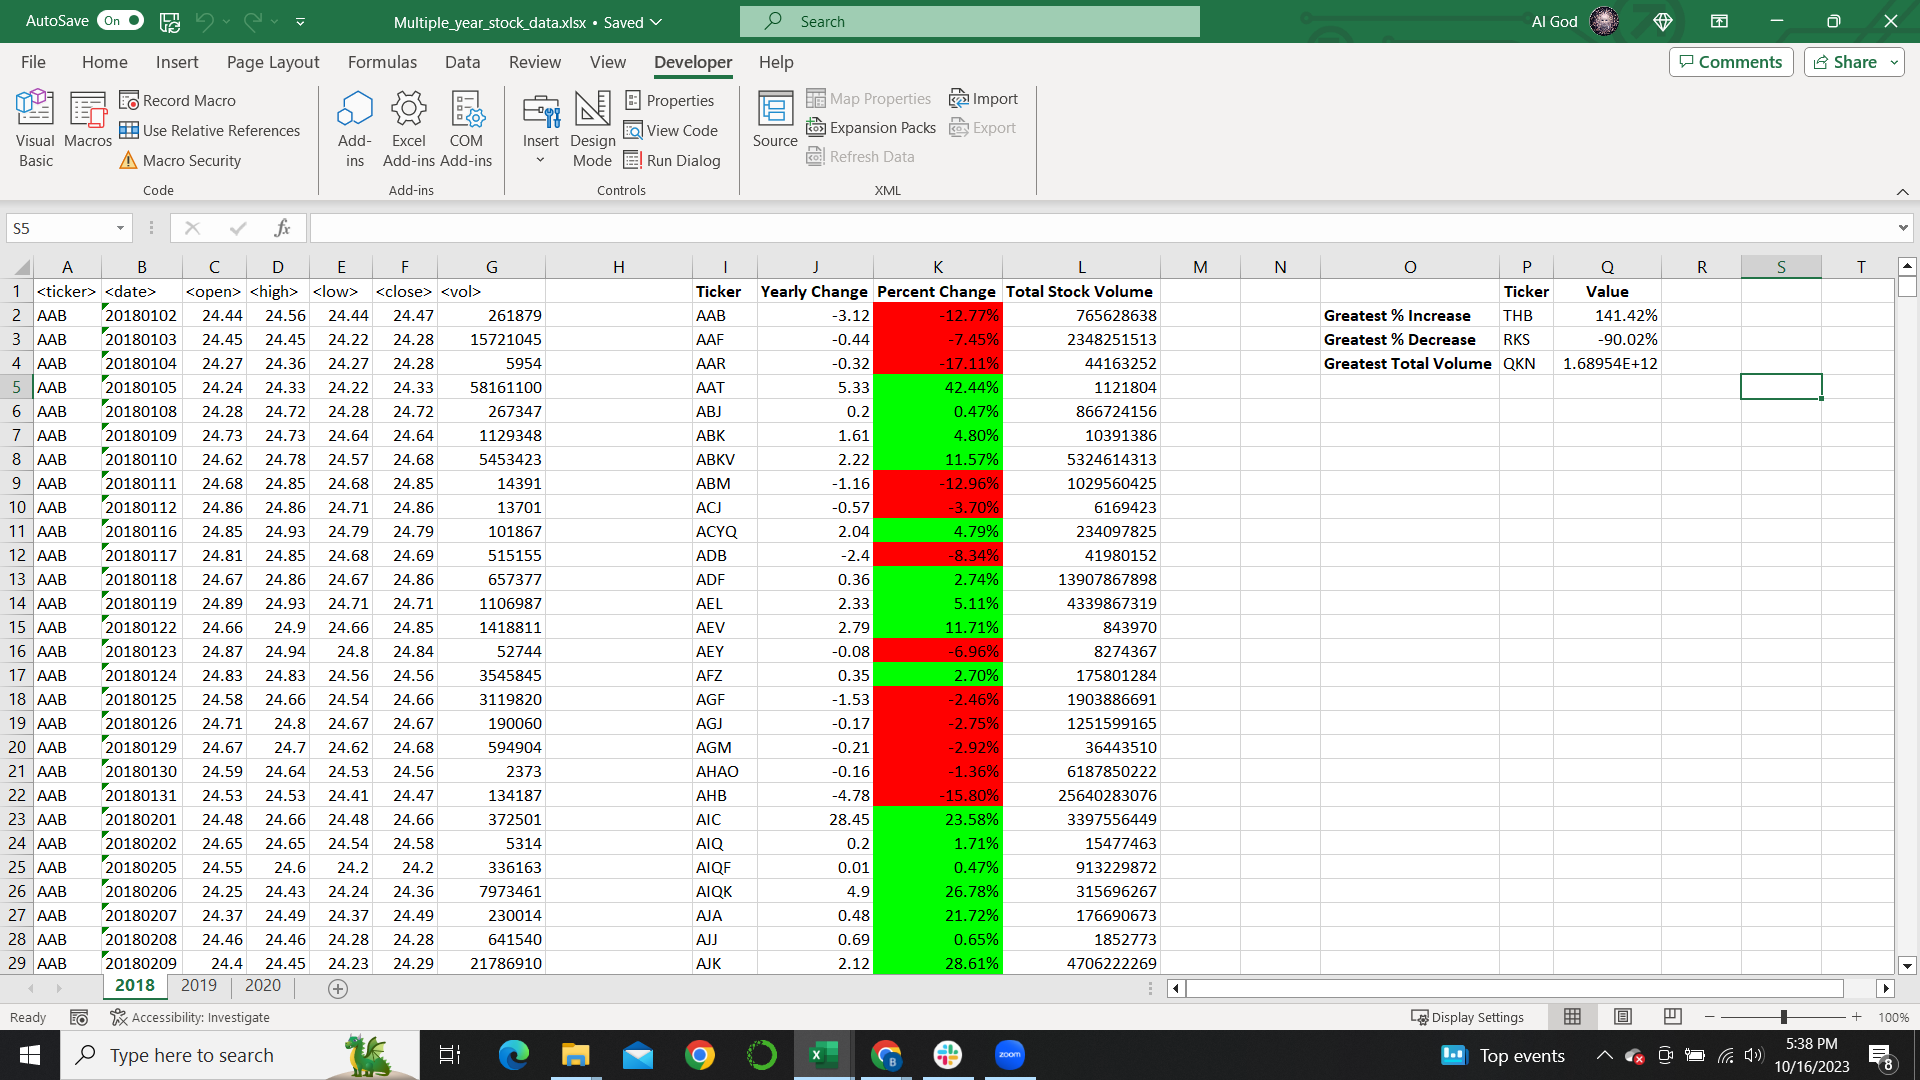 AutoSave On Multiple_year_stock_data.xlsx • Saved Search AI God
File Home Insert Page Layout Formulas Data Review View Developer Help Comments Share
Visual Basic Macros Record Macro Use Relative References Macro Security Code
Add-ins Excel Add-ins COM Add-ins Add-ins
Insert Design Mode Properties View Code Run Dialog Controls
Source Map Properties Expansion Packs Refresh Data Import Export XML
S5 fx
A B C D E F G H I J K L M N O P Q R S T
1 <ticker> <date> <open> <high> <low> <close> <vol> Ticker Yearly Change Percent Change Total Stock Volume Ticker Value
2 AAB 20180102 24.44 24.56 24.44 24.47 261879 AAB -3.12 -12.77% 765628638 Greatest % Increase THB 141.42%
3 AAB 20180103 24.45 24.45 24.22 24.28 15721045 AAF -0.44 -7.45% 2348251513 Greatest % Decrease RKS -90.02%
4 AAB 20180104 24.27 24.36 24.27 24.28 5954 AAR -0.32 -17.11% 44163252 Greatest Total Volume QKN 1.68954E+12
5 AAB 20180105 24.24 24.33 24.22 24.33 58161100 AAT 5.33 42.44% 1121804
6 AAB 20180108 24.28 24.72 24.28 24.72 267347 ABJ 0.2 0.47% 866724156
7 AAB 20180109 24.73 24.73 24.64 24.64 1129348 ABK 1.61 4.80% 10391386
8 AAB 20180110 24.62 24.78 24.57 24.68 5453423 ABKV 2.22 11.57% 5324614313
9 AAB 20180111 24.68 24.85 24.68 24.85 14391 ABM -1.16 -12.96% 1029560425
10 AAB 20180112 24.86 24.86 24.71 24.86 13701 ACJ -0.57 -3.70% 6169423
11 AAB 20180116 24.85 24.93 24.79 24.79 101867 ACYQ 2.04 4.79% 234097825
12 AAB 20180117 24.81 24.85 24.68 24.69 515155 ADB -2.4 -8.34% 41980152
13 AAB 20180118 24.67 24.86 24.67 24.86 657377 ADF 0.36 2.74% 13907867898
14 AAB 20180119 24.89 24.93 24.71 24.71 1106987 AEL 2.33 5.11% 4339867319
15 AAB 20180122 24.66 24.9 24.66 24.85 1418811 AEV 2.79 11.71% 843970
16 AAB 20180123 24.87 24.94 24.8 24.84 52744 AEY -0.08 -6.96% 8274367
17 AAB 20180124 24.83 24.83 24.56 24.56 3545845 AFZ 0.35 2.70% 175801284
18 AAB 20180125 24.58 24.66 24.54 24.66 3119820 AGF -1.53 -2.46% 1903886691
19 AAB 20180126 24.71 24.8 24.67 24.67 190060 AGJ -0.17 -2.75% 1251599165
20 AAB 20180129 24.67 24.7 24.62 24.68 594904 AGM -0.21 -2.92% 36443510
21 AAB 20180130 24.59 24.64 24.53 24.56 2373 AHAO -0.16 -1.36% 6187850222
22 AAB 20180131 24.53 24.53 24.41 24.47 134187 AHB -4.78 -15.80% 25640283076
23 AAB 20180201 24.48 24.66 24.48 24.66 372501 AIC 28.45 23.58% 3397556449
24 AAB 20180202 24.65 24.65 24.54 24.58 5314 AIQ 0.2 1.71% 15477463
25 AAB 20180205 24.55 24.6 24.2 24.2 336163 AIQF 0.01 0.47% 913229872
26 AAB 20180206 24.25 24.43 24.24 24.36 7973461 AIQK 4.9 26.78% 315696267
27 AAB 20180207 24.37 24.49 24.37 24.49 230014 AJA 0.48 21.72% 176690673
28 AAB 20180208 24.46 24.46 24.28 24.28 641540 AJJ 0.69 0.65% 1852773
29 AAB 20180209 24.4 24.45 24.23 24.29 21786910 AJK 2.12 28.61% 4706222269
2018 2019 2020
Ready Accessibility: Investigate Display Settings 100%
Type here to search zoom Top events 5:38 PM 10/16/2023 8